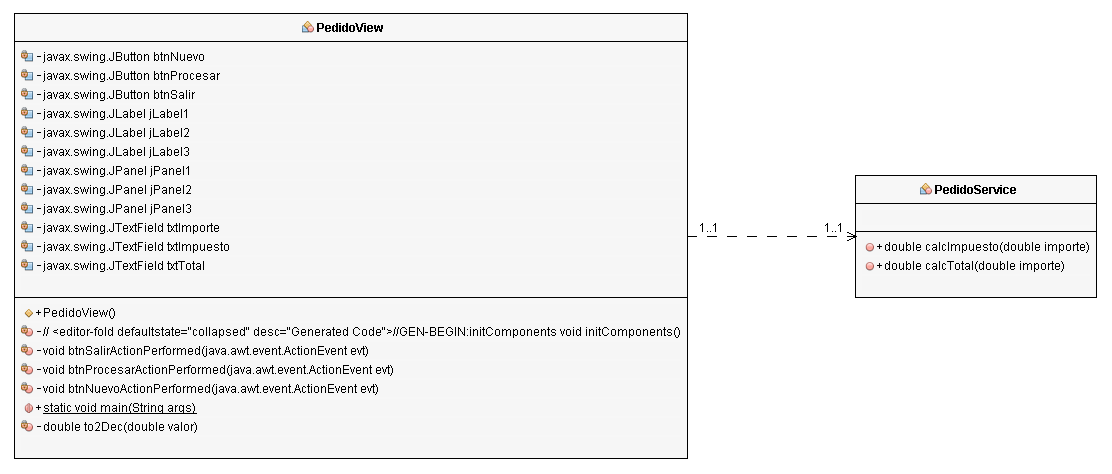 PedidoView
-javax.swing.JButton btnNuevo
-javax.swing.JButton btnProcesar
-javax.swing.JButton btnSalir
-javax.swing.JLabel jLabel1
-javax.swing.JLabel jLabel2
-javax.swing.JLabel jLabel3
-javax.swing.JPanel jPanel1
-javax.swing.JPanel jPanel2
-javax.swing.JPanel jPanel3
-javax.swing.JTextField txtImporte
-javax.swing.JTextField txtImpuesto
-javax.swing.JTextField txtTotal
+PedidoView()
-// <editor-fold defaultstate="collapsed" desc="Generated Code">//GEN-BEGIN:initComponents void initComponents()
-void btnSalirActionPerformed(java.awt.event.ActionEvent evt)
-void btnProcesarActionPerformed(java.awt.event.ActionEvent evt)
-void btnNuevoActionPerformed(java.awt.event.ActionEvent evt)
+static void main(String args)
-double to2Dec(double valor)
1..1
1..1
PedidoService
+double calcImpuesto(double importe)
+double calcTotal(double importe)